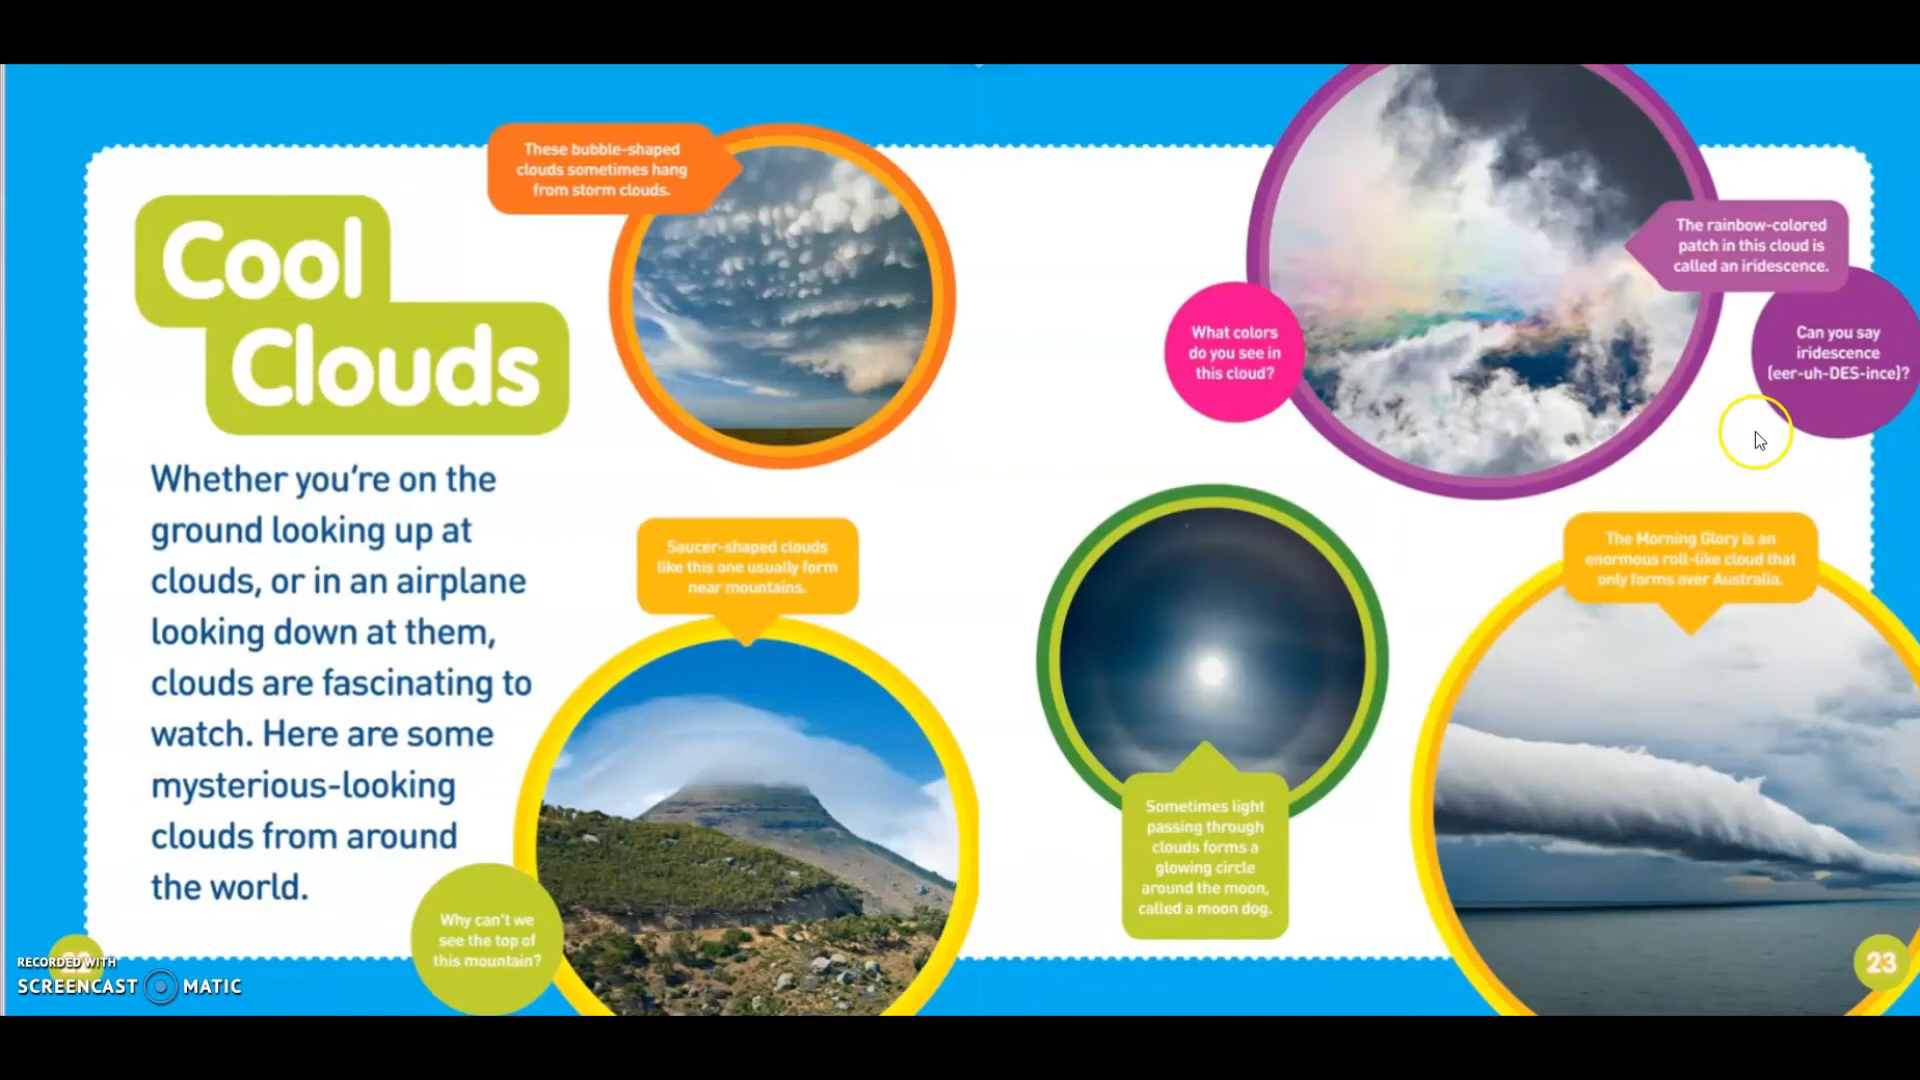 Cool
Clouds
Whether you're on the
ground looking up at
clouds, or in an airplane
looking down at them,
clouds are fascinating to
watch. Here are some
mysterious-looking
clouds from around
the world.
These bubble-shaped
clouds sometimes hang
from storm clouds.
Saucer-shaped clouds
like this one usually form
near mountains.
Why can't we
see the top of
this mountain?
22
RECORDED WITH
SCREENCAST MATIC
The rainbow-colored
patch in this cloud is
called an iridescence.
What colors
do you see in
this cloud?
Can you say
iridescence
(eer-uh-DES-ince)?
Sometimes light
passing through
clouds forms a
glowing circle
around the moon,
called a moon dog.
The Morning Glory is an
enormous roll-like cloud that
only forms over Australia.
23